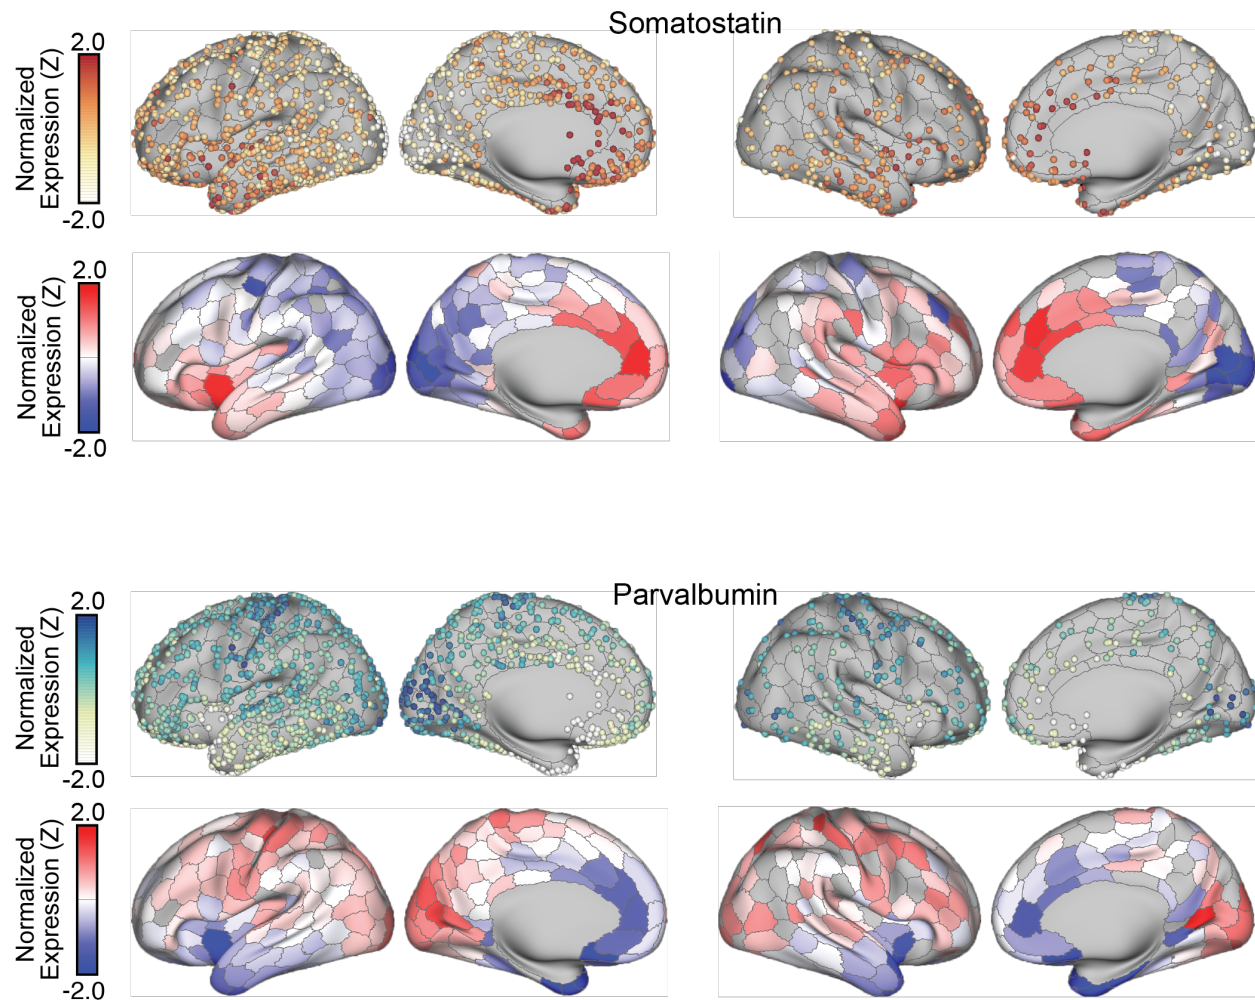 Somatostatin
2.0
Normalized
Expression (Z)
-2.0
2.0
Normalized
Expression (Z)
-2.0
Parvalbumin
2.0
Normalized
Expression (Z)
-2.0
2.0
Normalized
Expression (Z)
-2.0